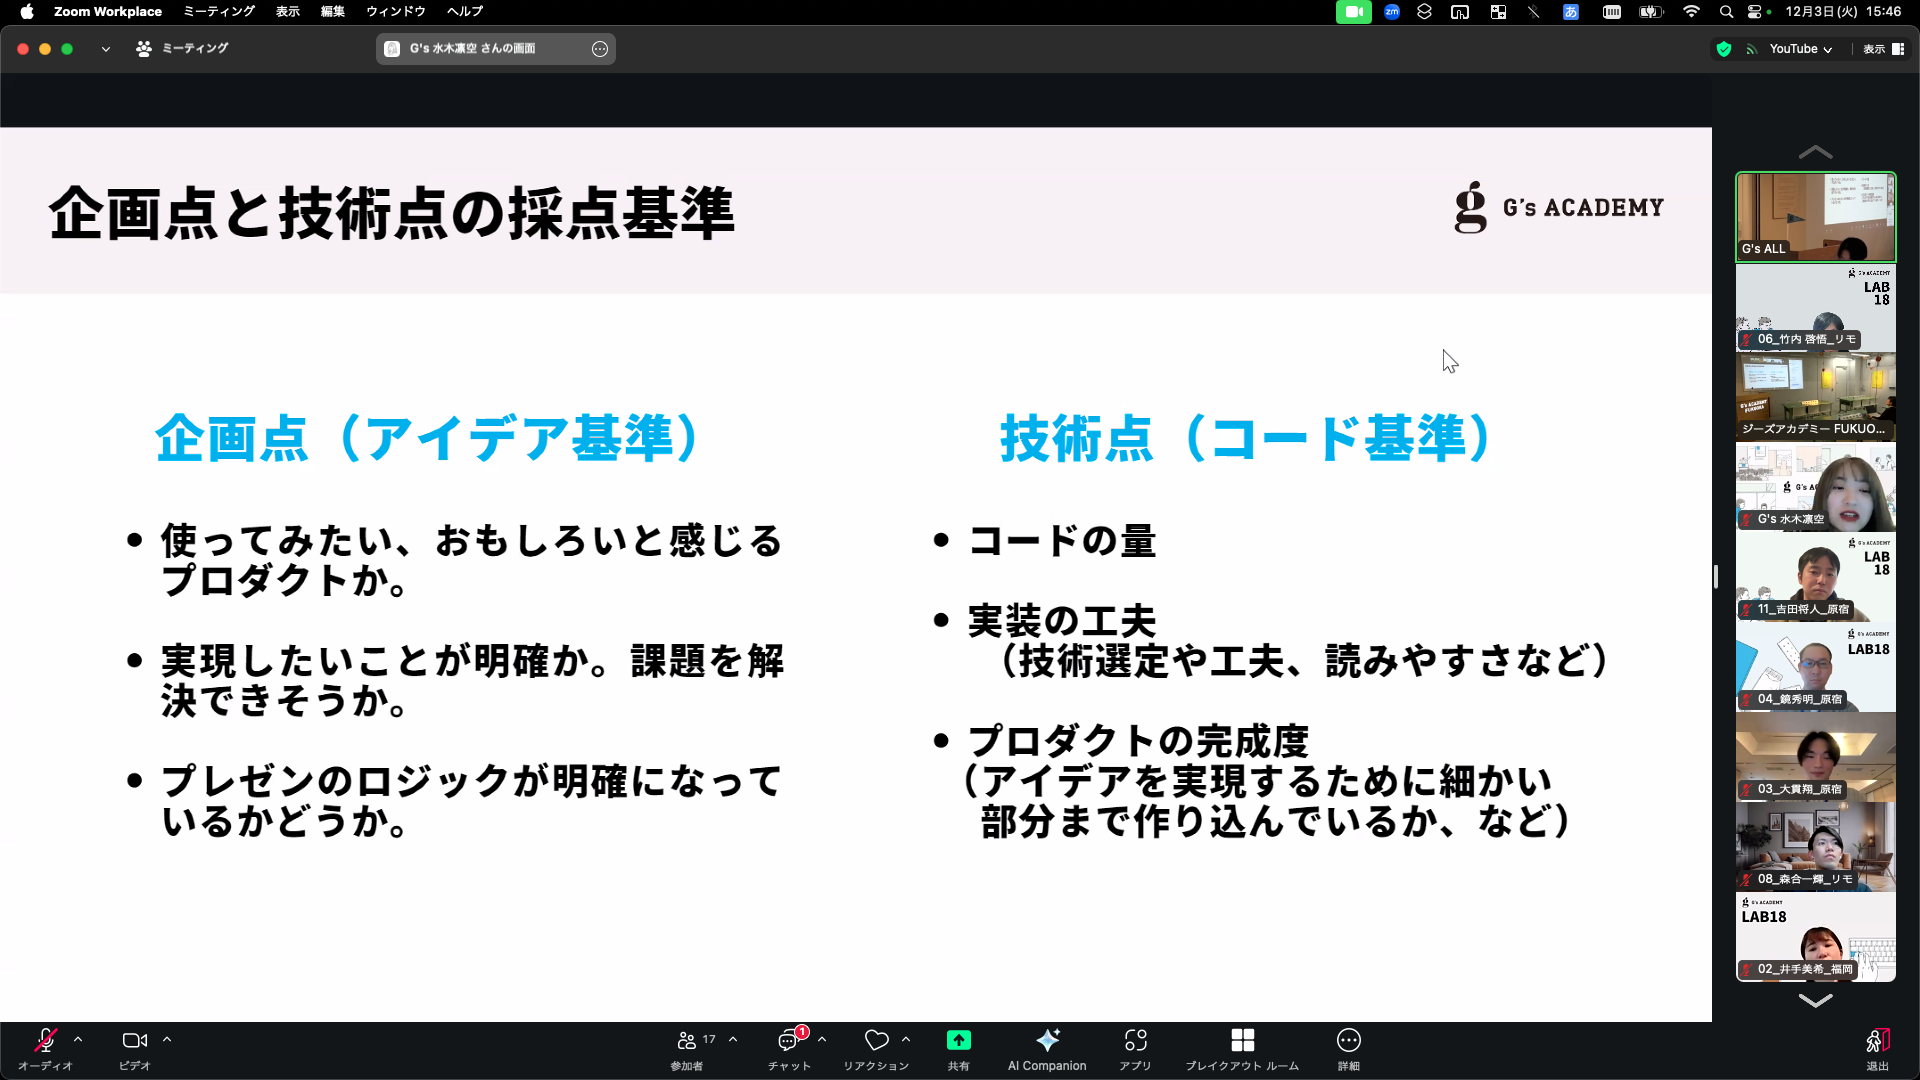 Zoom Workplace ミーティング 表示 編集 ウィンドウ ヘルプ
zm
あ
12月3日(火) 15:46
ミーティング
G's 水木凛空 さんの画面
YouTube
表示
企画点と技術点の採点基準
G's ACADEMY
企画点（アイデア基準）
• 使ってみたい、おもしろいと感じる
プロダクトか。
• 実現したいことが明確か。課題を解
決できそうか。
• プレゼンのロジックが明確になって
いるかどうか。
技術点（コード基準）
• コードの量
• 実装の工夫
（技術選定や工夫、読みやすさなど）
• プロダクトの完成度
（アイデアを実現するために細かい
部分まで作り込んでいるか、など）
G's ALL
G's ACADEMY
LAB
18
06_竹内 啓悟_リモ
G's ACADEMY
ジーズアカデミー FUKUO...
G's 水木凛空
G's ACADEMY
LAB
18
11_吉田将人_原宿
G's ACADEMY
LAB18
04_鏡秀明_原宿
03_大貫翔_原宿
08_森合一輝_リモ
G's ACADEMY
LAB18
02_井手美希_福岡
オーディオ
ビデオ
17
参加者
1
チャット
リアクション
共有
AI Companion
アプリ
ブレイクアウト ルーム
詳細
退出